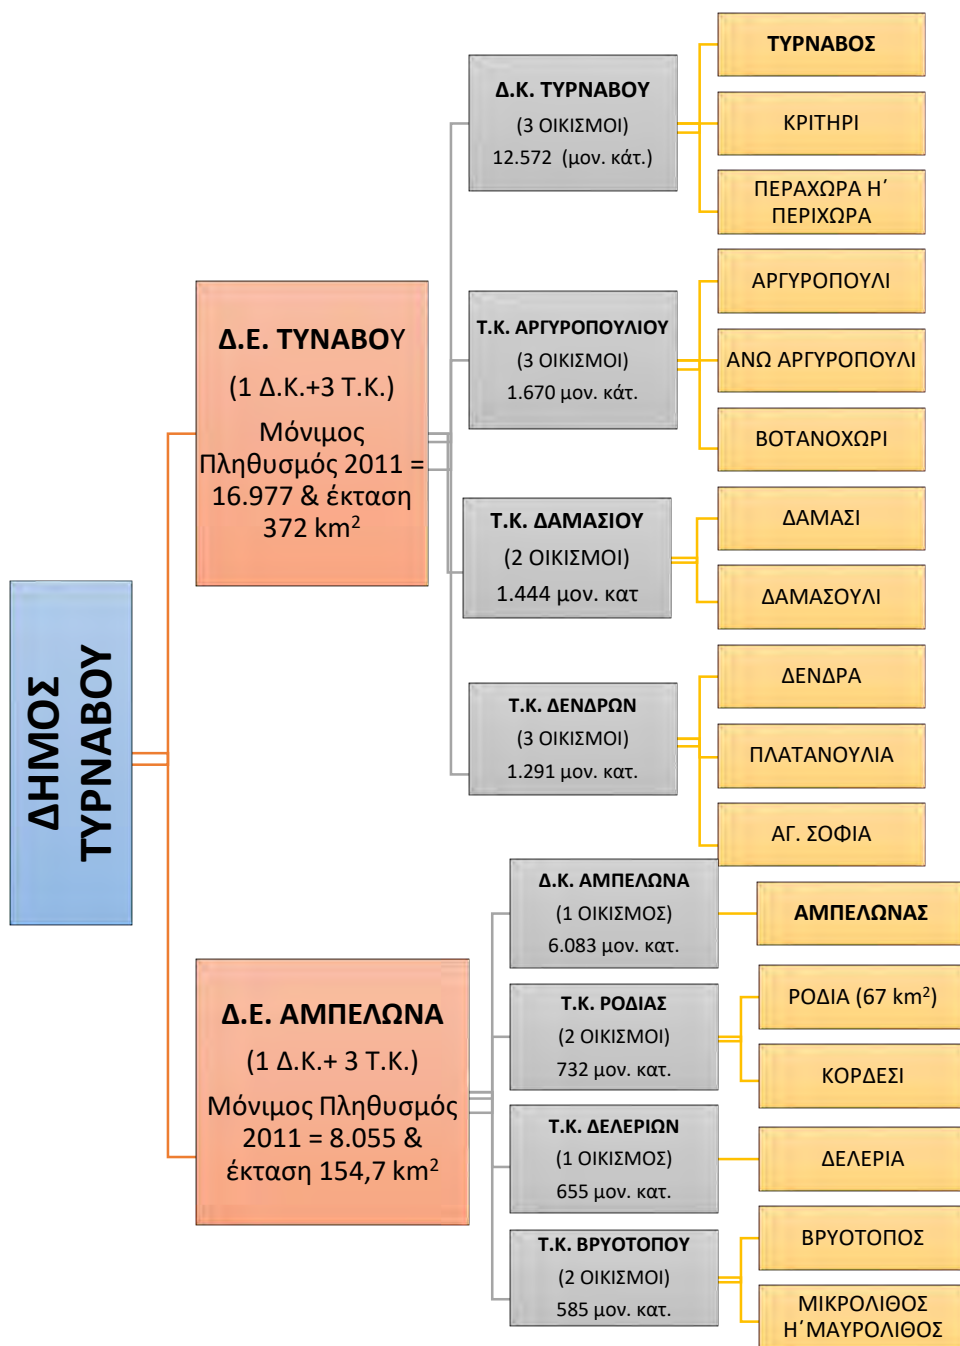 ΔΗΜΟΣ
ΤΥΡΝΑΒΟΥ
Δ.Ε. ΤΥΝΑΒΟΥ
(1 Δ.Κ.+3 Τ.Κ.)
Μόνιμος
Πληθυσμός 2011 =
16.977 & έκταση
372 km²
Δ.Κ. ΤΥΡΝΑΒΟΥ
(3 ΟΙΚΙΣΜΟΙ)
12.572 (μον. κάτ.)
ΤΥΡΝΑΒΟΣ
ΚΡΙΤΗΡΙ
ΠΕΡΑΧΩΡΑ Η΄
ΠΕΡΙΧΩΡΑ
Τ.Κ. ΑΡΓΥΡΟΠΟΥΛΙΟΥ
(3 ΟΙΚΙΣΜΟΙ)
1.670 μον. κάτ.
ΑΡΓΥΡΟΠΟΥΛΙ
ΑΝΩ ΑΡΓΥΡΟΠΟΥΛΙ
ΒΟΤΑΝΟΧΩΡΙ
Τ.Κ. ΔΑΜΑΣΙΟΥ
(2 ΟΙΚΙΣΜΟΙ)
1.444 μον. κατ
ΔΑΜΑΣΙ
ΔΑΜΑΣΟΥΛΙ
Τ.Κ. ΔΕΝΔΡΩΝ
(3 ΟΙΚΙΣΜΟΙ)
1.291 μον. κατ.
ΔΕΝΔΡΑ
ΠΛΑΤΑΝΟΥΛΙΑ
ΑΓ. ΣΟΦΙΑ
Δ.Ε. ΑΜΠΕΛΩΝΑ
(1 Δ.Κ.+ 3 Τ.Κ.)
Μόνιμος Πληθυσμός
2011 = 8.055 &
έκταση 154,7 km²
Δ.Κ. ΑΜΠΕΛΩΝΑ
(1 ΟΙΚΙΣΜΟΣ)
6.083 μον. κατ.
ΑΜΠΕΛΩΝΑΣ
Τ.Κ. ΡΟΔΙΑΣ
(2 ΟΙΚΙΣΜΟΙ)
732 μον. κατ.
ΡΟΔΙΑ (67 km²)
ΚΟΡΔΕΣΙ
Τ.Κ. ΔΕΛΕΡΙΩΝ
(1 ΟΙΚΙΣΜΟΣ)
655 μον. κατ.
ΔΕΛΕΡΙΑ
Τ.Κ. ΒΡΥΟΤΟΠΟΥ
(2 ΟΙΚΙΣΜΟΙ)
585 μον. κατ.
ΒΡΥΟΤΟΠΟΣ
ΜΙΚΡΟΛΙΘΟΣ
Η΄ΜΑΥΡΟΛΙΘΟΣ